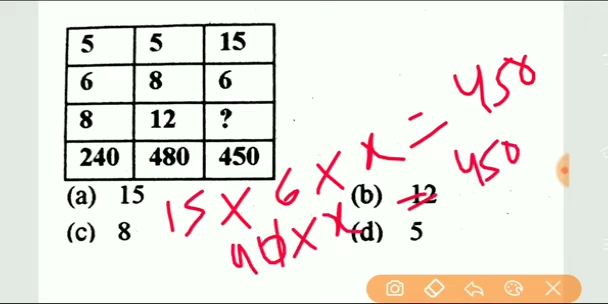 5 5 15
6 8 6
8 12 ?
240 480 450
(a) 15 (b) 12
(c) 8 (d) 5
15 × 6 × x = 450
90 × x 450